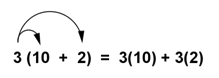 3 (10 + 2) = 3(10) + 3(2)